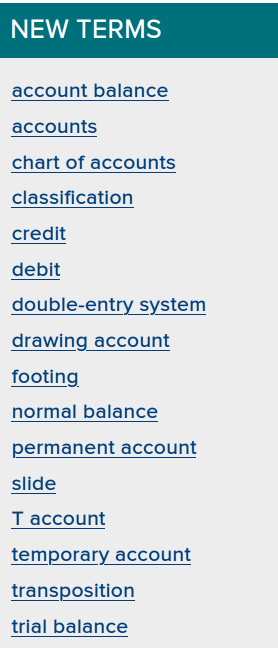 NEW TERMS
account balance
accounts
chart of accounts
classification
credit
debit
double-entry system
drawing account
footing
normal balance
permanent account
slide
T account
temporary account
transposition
trial balance